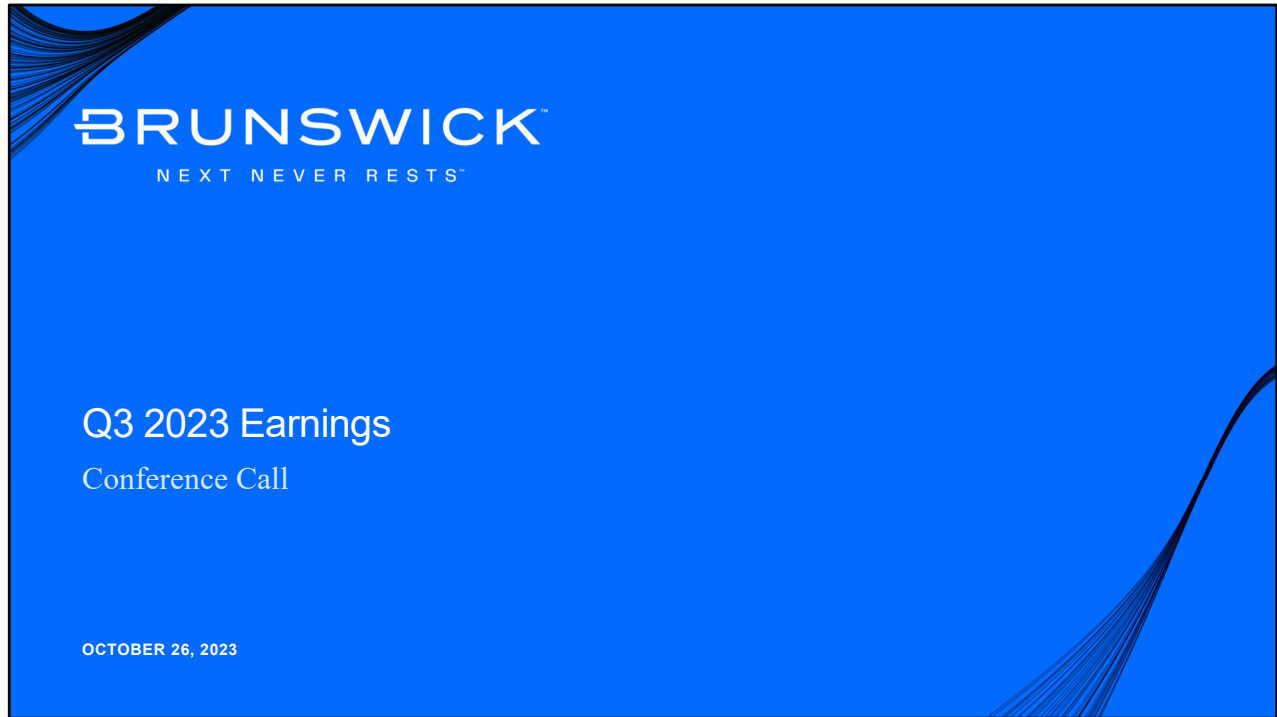 BRUNSWICK™
NEXT NEVER RESTS™
Q3 2023 Earnings
Conference Call
OCTOBER 26, 2023